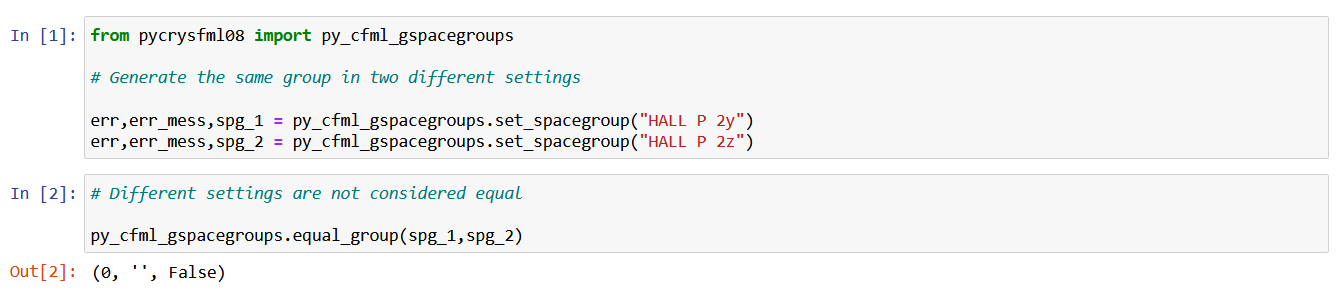 In [1]: from pycrysfml08 import py_cfml_gspacegroups
# Generate the same group in two different settings
err,err_mess,spg_1 = py_cfml_gspacegroups.set_spacegroup("HALL P 2y")
err,err_mess,spg_2 = py_cfml_gspacegroups.set_spacegroup("HALL P 2z")
In [2]: # Different settings are not considered equal
py_cfml_gspacegroups.equal_group(spg_1,spg_2)
Out[2]: (0, '', False)